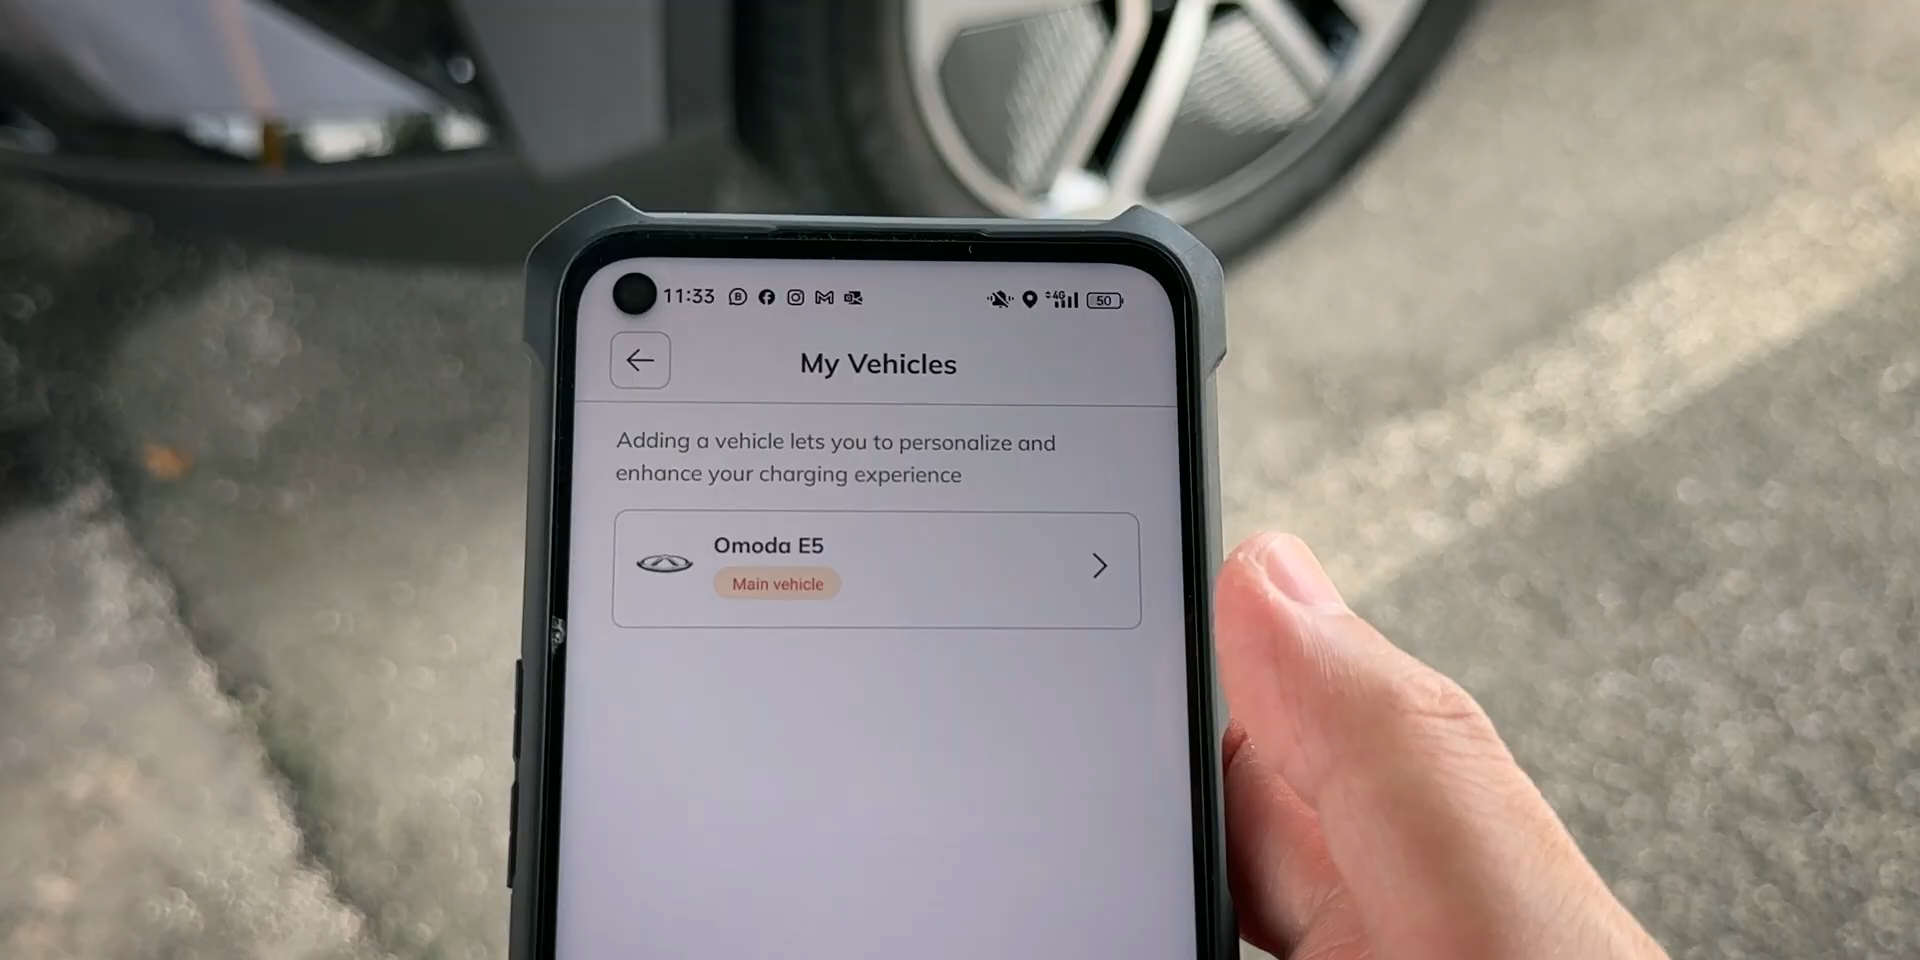 11:33
4G
50
My Vehicles
Adding a vehicle lets you to personalize and
enhance your charging experience
Omoda E5
Main vehicle